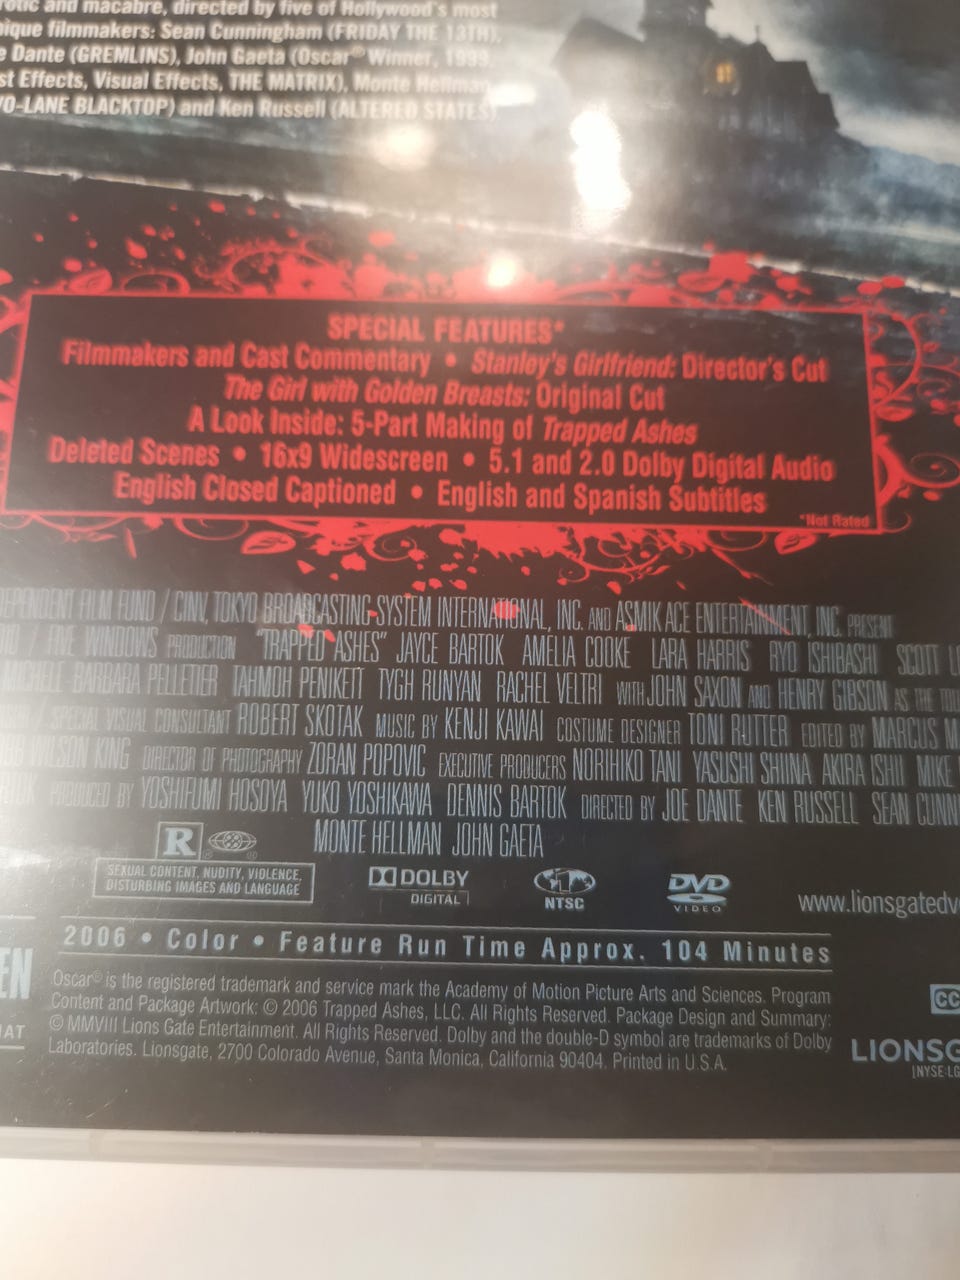 and macabre, directed by five of Hollywood's most
filmmakers: Sean Cunningham (FRIDAY THE 13TH),
Dante (GREMLINS), John Gaeta (Oscar® Winner, 1999,
Effects, Visual Effects, THE MATRIX), Monte Hellman
BLACKTOP) and Ken Russell (ALTERED STATES)
SPECIAL FEATURES*
Filmmakers and Cast Commentary • Stanley's Girlfriend: Director's Cut
The Girl with Golden Breasts: Original Cut
A Look Inside: 5-Part Making of Trapped Ashes
Deleted Scenes • 16x9 Widescreen • 5.1 and 2.0 Dolby Digital Audio
English Closed Captioned • English and Spanish Subtitles
*Not Rated
FILM FUND / CINV, TOKYO BROADCASTING SYSTEM INTERNATIONAL, INC. AND ASMIK ACE ENTERTAINMENT, INC. PRESENT
WINDOWS PRODUCTION "TRAPPED ASHES" JAYCE BARTOK AMELIA COOKE LARA HARRIS RYO ISHIBASHI SCOTT
MICHELE-BARBARA PELLETIER TAHMOH PENIKETT TYGH RUNYAN RACHEL VELTRI WITH JOHN SAXON AND HENRY GIBSON AS THE
/ SPECIAL VISUAL CONSULTANT ROBERT SKOTAK MUSIC BY KENJI KAWAI COSTUME DESIGNER TONI RUTTER EDITED BY MARCUS
WILSON KING DIRECTOR OF PHOTOGRAPHY ZORAN POPOVIC EXECUTIVE PRODUCERS NORIHIKO TANI YASUSHI SHIINA AKIRA ISHII MIKE
PRODUCED BY YOSHIFUMI HOSOYA YUKO YOSHIKAWA DENNIS BARTOK DIRECTED BY JOE DANTE KEN RUSSELL SEAN
MONTE HELLMAN JOHN GAETA
R
SEXUAL CONTENT, NUDITY, VIOLENCE,
DISTURBING IMAGES AND LANGUAGE
DOLBY
DIGITAL
NTSC
DVD
VIDEO
www.lionsgatedv
2006 • Color • Feature Run Time Approx. 104 Minutes
Oscar® is the registered trademark and service mark the Academy of Motion Picture Arts and Sciences. Program
Content and Package Artwork: © 2006 Trapped Ashes, LLC. All Rights Reserved. Package Design and Summary:
© MMVIII Lions Gate Entertainment. All Rights Reserved. Dolby and the double-D symbol are trademarks of Dolby
Laboratories. Lionsgate, 2700 Colorado Avenue, Santa Monica, California 90404. Printed in U.S.A.
EN
MAT
CC
LIONSG
[NYSE:LG